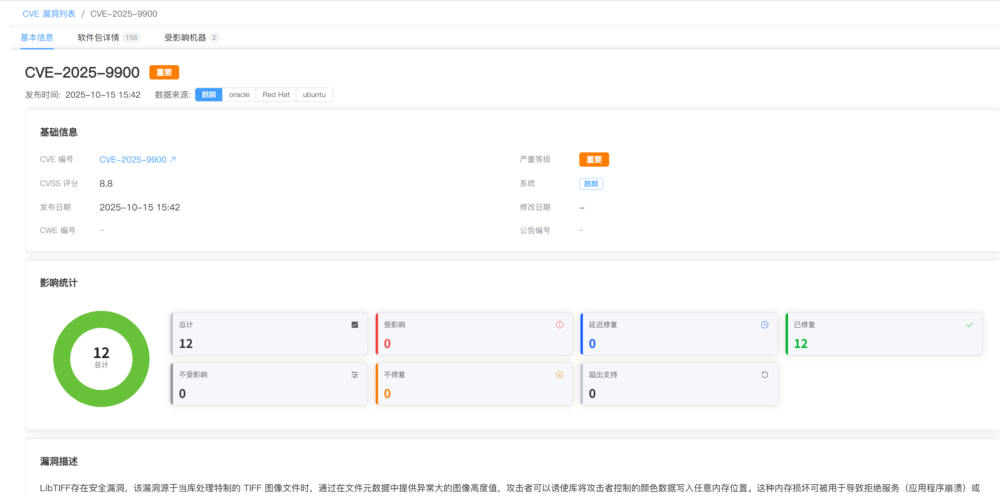 CVE 漏洞列表 / CVE-2025-9900
基本信息 软件包详情 158 受影响机器 2
CVE-2025-9900 重要
发布时间: 2025-10-15 15:42 数据来源: 麒麟 oracle Red Hat ubuntu
基础信息
CVE 编号 CVE-2025-9900 严重等级 重要
CVSS 评分 8.8 系统 麒麟
发布日期 2025-10-15 15:42 修改日期 -
CWE 编号 - 公告编号 -
影响统计
12
总计
总计 受影响 延迟修复 已修复
12 0 0 12
不受影响 不修复 超出支持
0 0 0
漏洞描述
LibTIFF存在安全漏洞，该漏洞源于当库处理特制的 TIFF 图像文件时，通过在文件元数据中提供异常大的图像高度值，攻击者可以诱使库将攻击者控制的颜色数据写入任意内存位置。这种内存损坏可被用于导致拒绝服务（应用程序崩溃）或